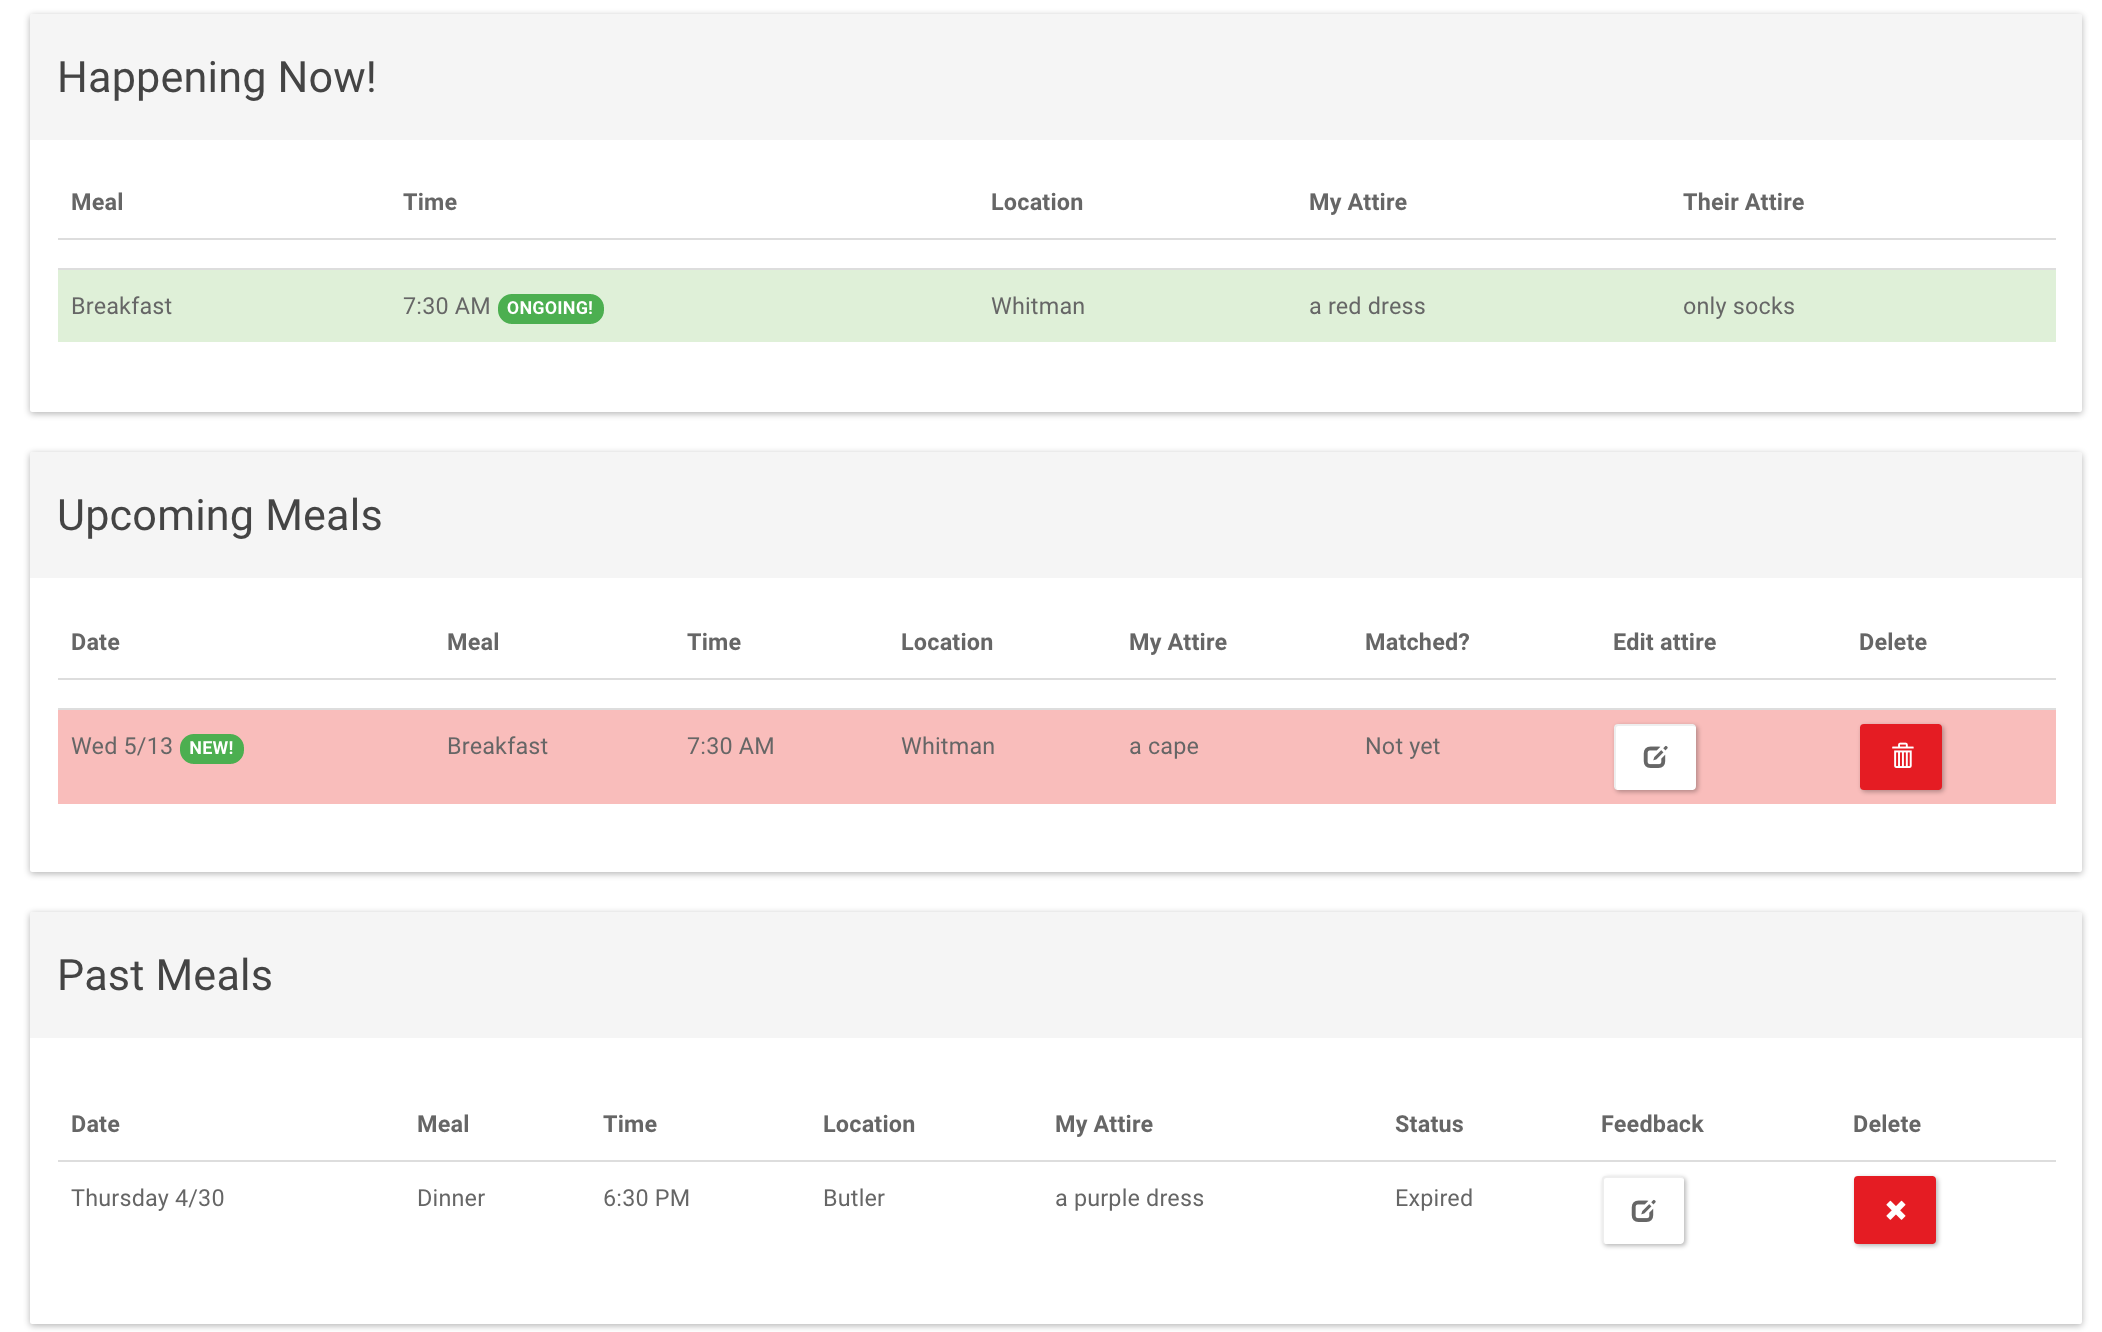 Happening Now!
Meal Time Location My Attire Their Attire
Breakfast 7:30 AM ONGOING! Whitman a red dress only socks
Upcoming Meals
Date Meal Time Location My Attire Matched? Edit attire Delete
Wed 5/13 NEW! Breakfast 7:30 AM Whitman a cape Not yet
Past Meals
Date Meal Time Location My Attire Status Feedback Delete
Thursday 4/30 Dinner 6:30 PM Butler a purple dress Expired